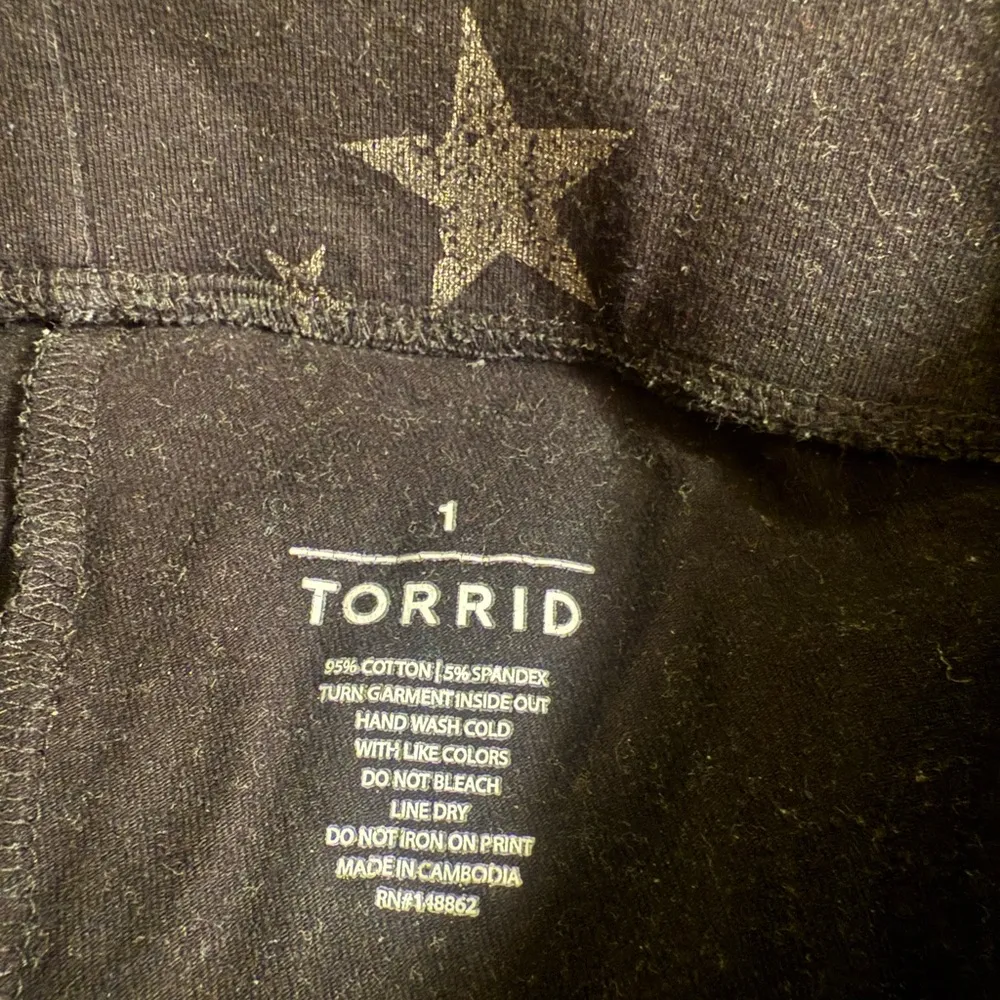 1
TORRID
95% COTTON | 5% SPANDEX
TURN GARMENT INSIDE OUT
HAND WASH COLD
WITH LIKE COLORS
DO NOT BLEACH
LINE DRY
DO NOT IRON ON PRINT
MADE IN CAMBODIA
RN#148862